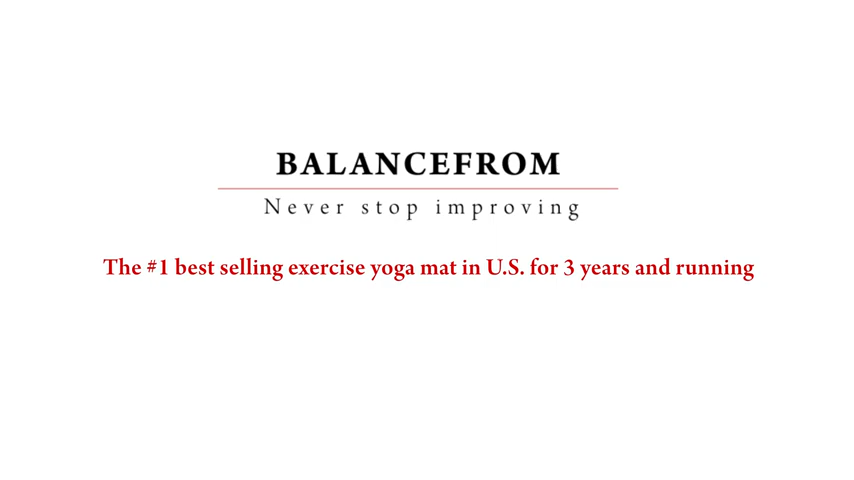 BALANCEFROM
Never stop improving
The #1 best selling exercise yoga mat in U.S. for 3 years and running